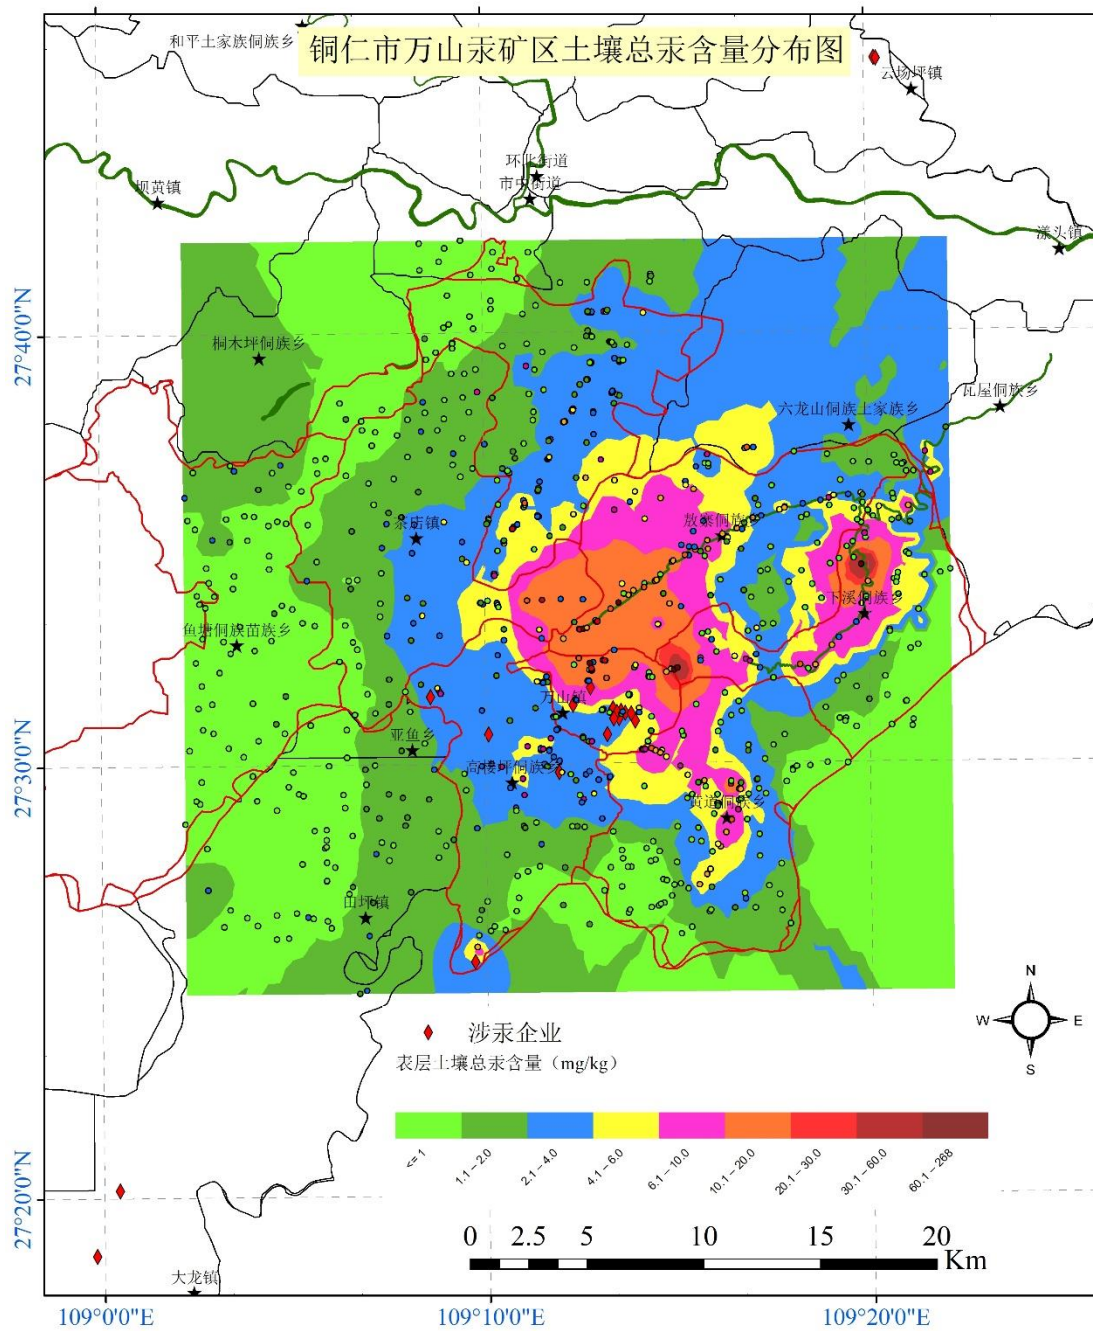 和平土家族侗族乡
铜仁市万山汞矿区土壤总汞含量分布图
云场坪镇
环北街道
市中街道
坝黄镇
漾头镇
27°40'0"N
桐木坪侗族乡
瓦屋侗族乡
六龙山侗族土家族乡
茶店镇
敖寨侗族乡
下溪侗族乡
鱼塘侗族苗族乡
万山镇
亚鱼乡
27°30'0"N
高楼坪侗族乡
黄道侗族乡
田坪镇
N
W
E
S
涉汞企业
表层土壤总汞含量（mg/kg）
<= 1
1.1 – 2.0
2.1 – 4.0
4.1 – 6.0
6.1 – 10.0
10.1 – 20.0
20.1 – 30.0
30.1 – 60.0
60.1 – 268
27°20'0"N
0 2.5 5 10 15 20
Km
大龙镇
109°0'0"E 109°10'0"E 109°20'0"E